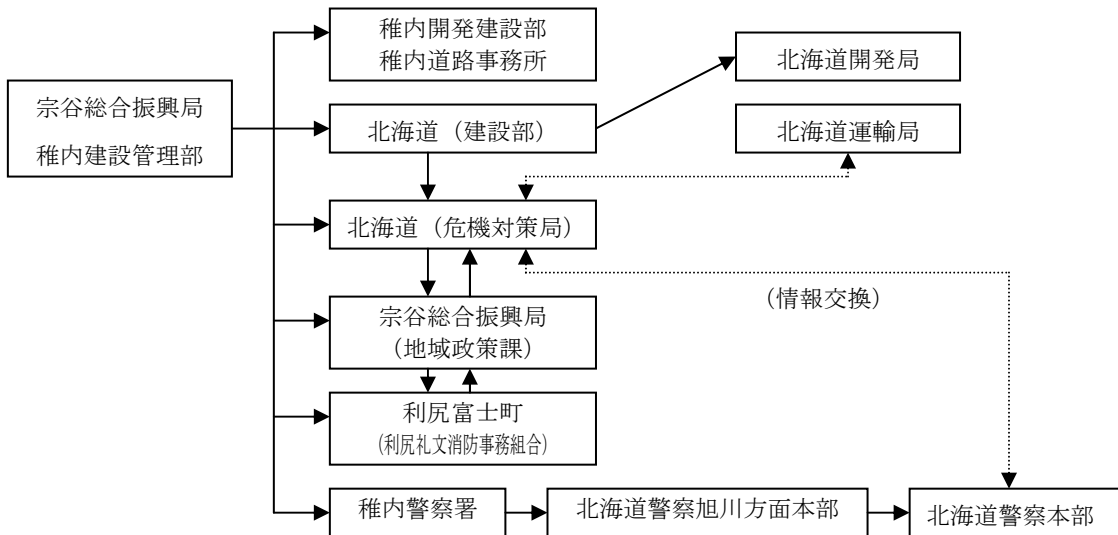 宗谷総合振興局
稚内建設管理部
稚内開発建設部
稚内道路事務所
北海道（建設部）
北海道開発局
北海道運輸局
北海道（危機対策局）
（情報交換）
宗谷総合振興局
（地域政策課）
利尻富士町
（利尻礼文消防事務組合）
稚内警察署
北海道警察旭川方面本部
北海道警察本部